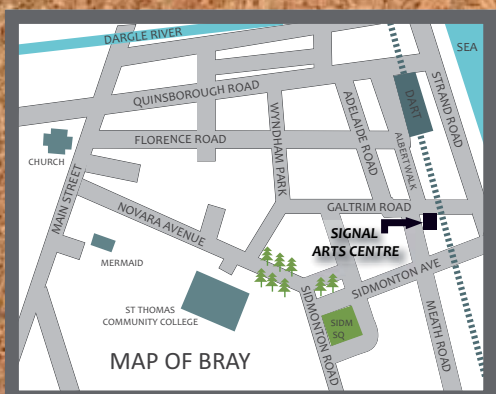 DARGLE RIVER
SEA
QUINSBOROUGH ROAD
DART
STRAND ROAD
FLORENCE ROAD
WYNDHAM PARK
ADELAIDE ROAD
ALBERT WALK
CHURCH
MAIN STREET
NOVARA AVENUE
GALTRIM ROAD
SIGNAL
ARTS CENTRE
MERMAID
SIDMONTON AVE
ST THOMAS
COMMUNITY COLLEGE
SIDMONTON ROAD
SIDM
SQ
MEATH ROAD
MAP OF BRAY